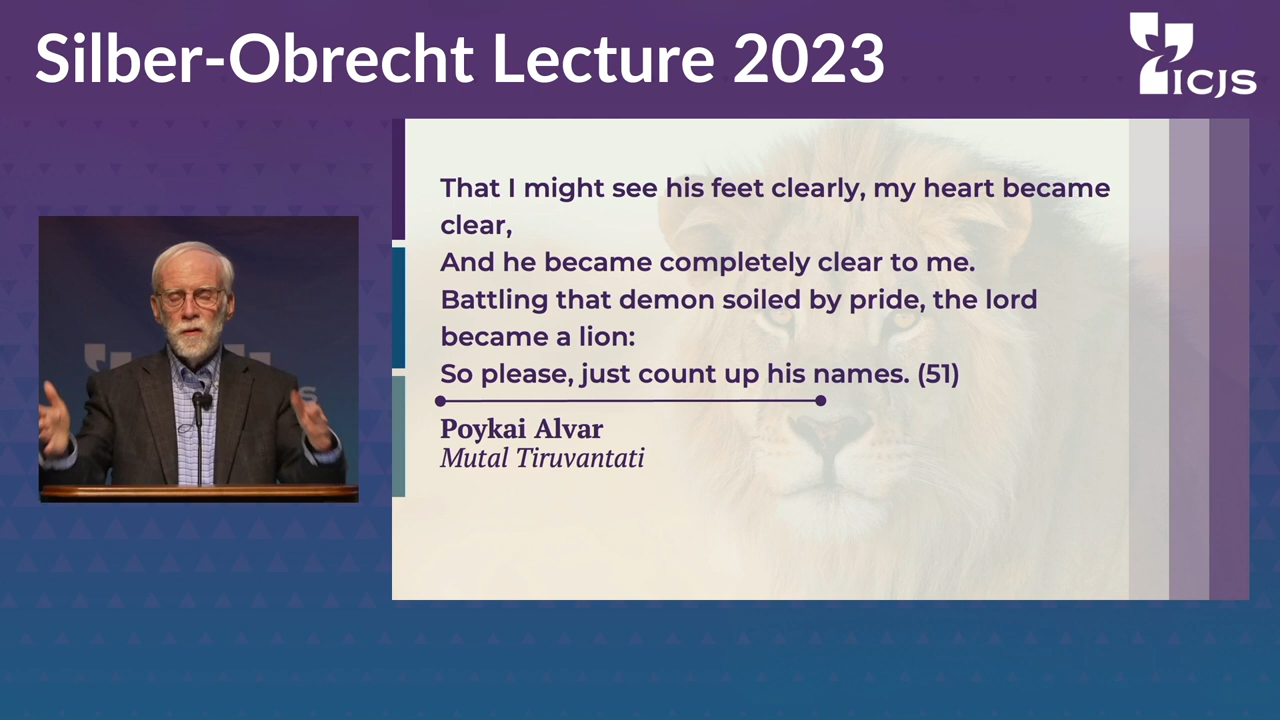 Silber-Obrecht Lecture 2023
ICJS
That I might see his feet clearly, my heart became
clear,
And he became completely clear to me.
Battling that demon soiled by pride, the lord
became a lion:
So please, just count up his names. (51)
Poykai Alvar
Mutal Tiruvantati